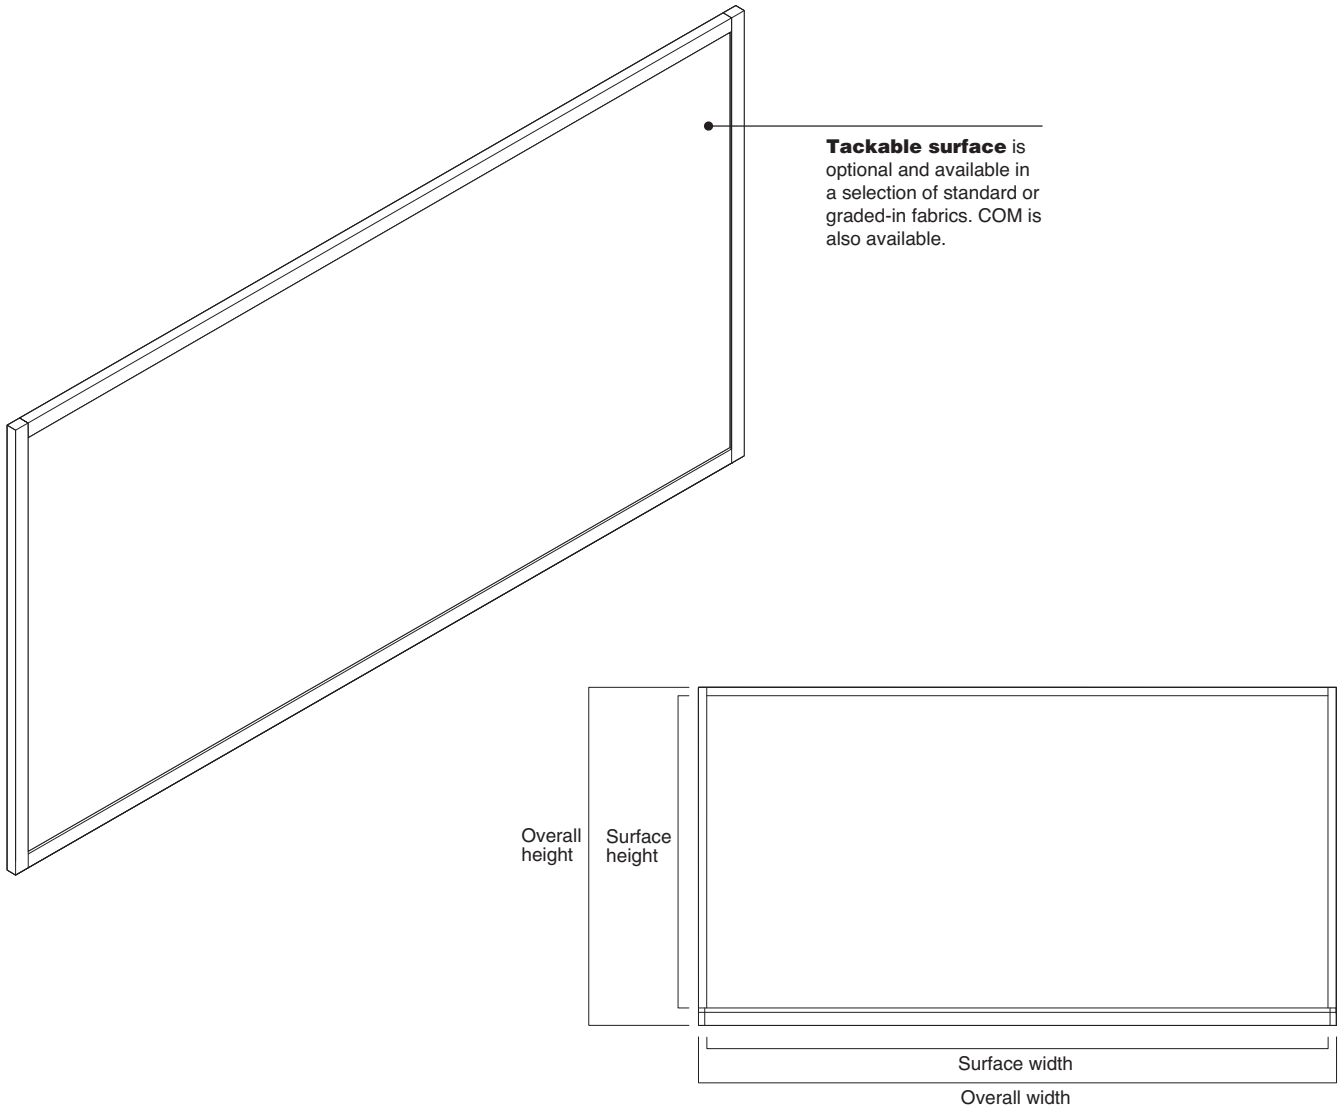 Tackable surface is
optional and available in
a selection of standard or
graded-in fabrics. COM is
also available.
Overall
height
Surface
height
Surface width
Overall width